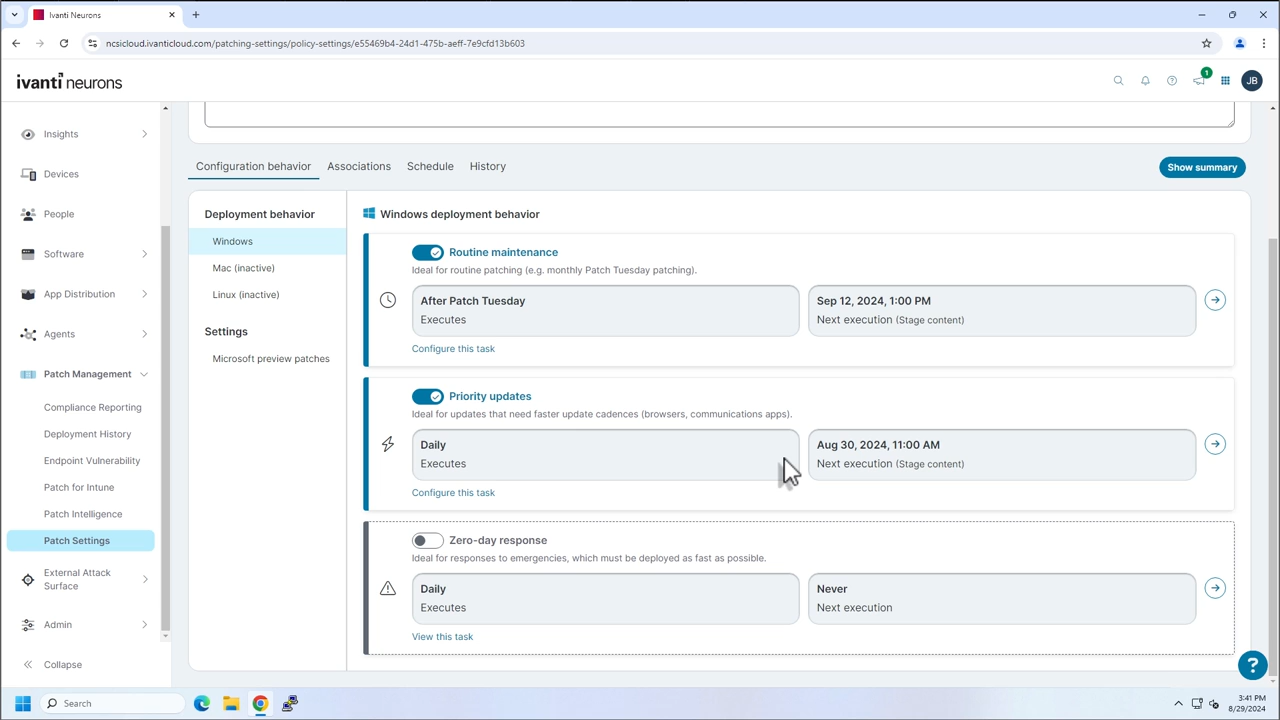 Ivanti Neurons
ncsicloud.ivanticloud.com/patching-settings/policy-settings/e55469b4-24d1-475b-aeff-7e9cfd13b603
ivanti neurons
1
JB
Insights
Devices
People
Software
App Distribution
Agents
Patch Management
Compliance Reporting
Deployment History
Endpoint Vulnerability
Patch for Intune
Patch Intelligence
Patch Settings
External Attack
Surface
Admin
Collapse
Configuration behavior
Associations
Schedule
History
Show summary
Deployment behavior
Windows
Mac (inactive)
Linux (inactive)
Settings
Microsoft preview patches
Windows deployment behavior
Routine maintenance
Ideal for routine patching (e.g. monthly Patch Tuesday patching).
After Patch Tuesday
Executes
Sep 12, 2024, 1:00 PM
Next execution (Stage content)
Configure this task
Priority updates
Ideal for updates that need faster update cadences (browsers, communications apps).
Daily
Executes
Aug 30, 2024, 11:00 AM
Next execution (Stage content)
Configure this task
Zero-day response
Ideal for responses to emergencies, which must be deployed as fast as possible.
Daily
Executes
Never
Next execution
View this task
?
Search
3:41 PM
8/29/2024